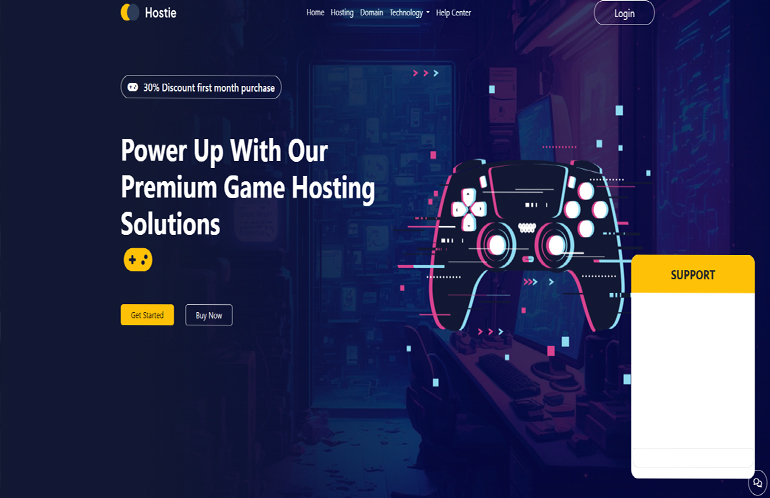 Hostie
Home Hosting Domain Technology Help Center
Login
30% Discount first month purchase
Power Up With Our
Premium Game Hosting
Solutions
Get Started
Buy Now
SUPPORT